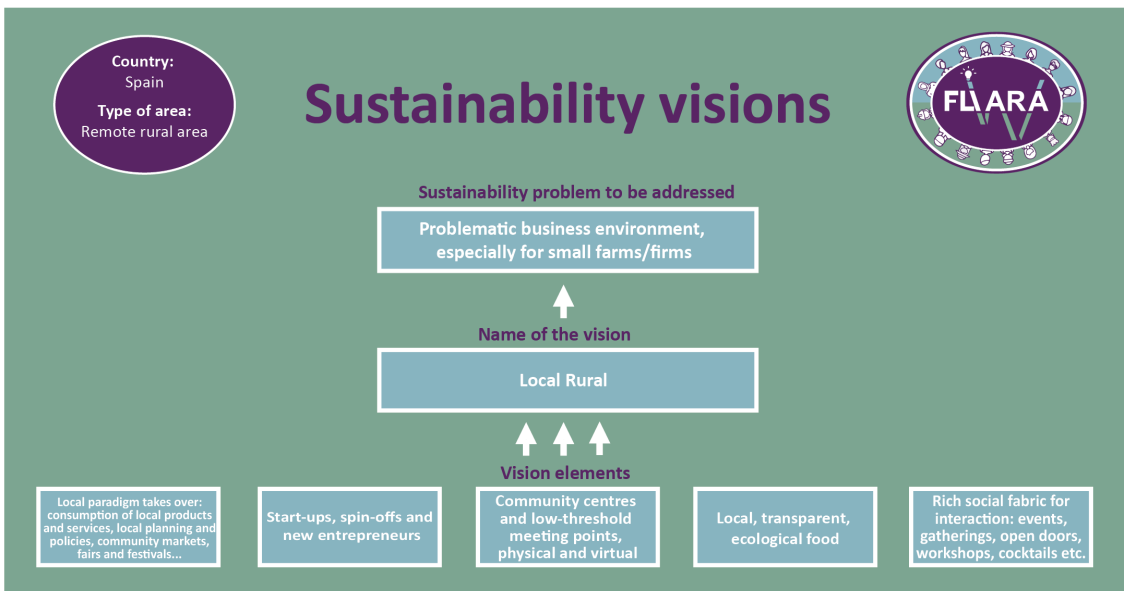 Country:
Spain
Type of area:
Remote rural area
Sustainability visions
FLIARA
Sustainability problem to be addressed
Problematic business environment,
especially for small farms/firms
Name of the vision
Local Rural
Vision elements
Local paradigm takes over:
consumption of local products
and services, local planning and
policies, community markets,
fairs and festivals...
Start-ups, spin-offs and
new entrepreneurs
Community centres
and low-threshold
meeting points,
physical and virtual
Local, transparent,
ecological food
Rich social fabric for
interaction: events,
gatherings, open doors,
workshops, cocktails etc.